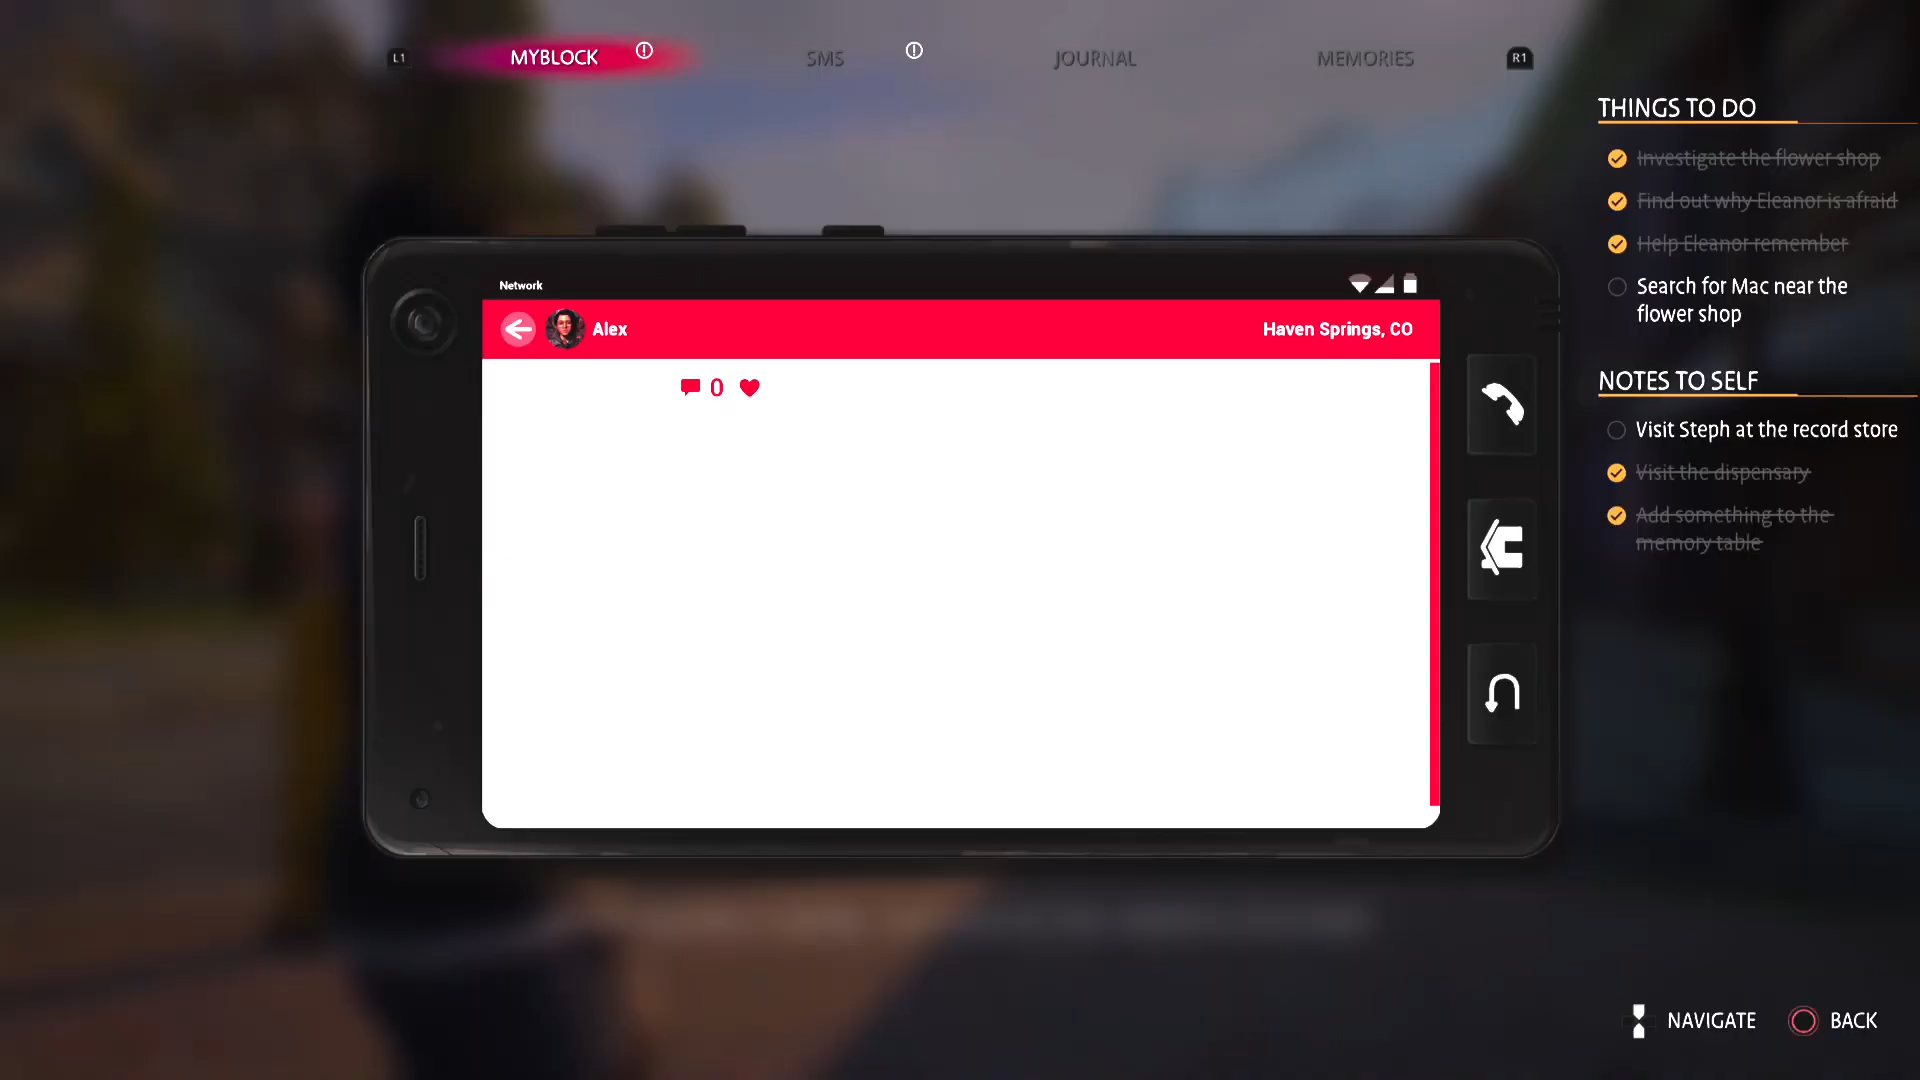 L1
MYBLOCK
SMS
JOURNAL
MEMORIES
R1
THINGS TO DO
Investigate the flower shop
Find out why Eleanor is afraid
Help Eleanor remember
Search for Mac near the
flower shop
NOTES TO SELF
Visit Steph at the record store
Visit the dispensary
Add something to the
memory table
Network
Alex
Haven Springs, CO
0
NAVIGATE
BACK